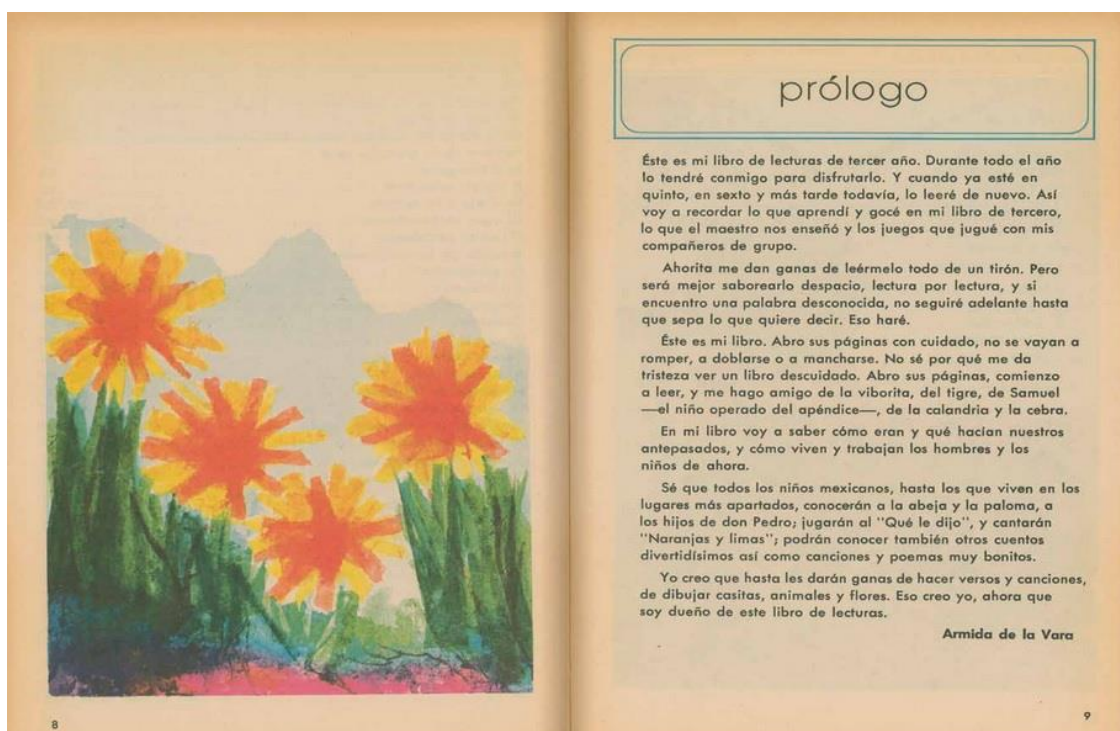 prólogo
Éste es mi libro de lecturas de tercer año. Durante todo el año
lo tendré conmigo para disfrutarlo. Y cuando ya esté en
quinto, en sexto y más tarde todavía, lo leeré de nuevo. Así
voy a recordar lo que aprendí y gocé en mi libro de tercero,
lo que el maestro nos enseñó y los juegos que jugué con mis
compañeros de grupo.
Ahorita me dan ganas de leérmelo todo de un tirón. Pero
será mejor saborearlo despacio, lectura por lectura, y si
encuentro una palabra desconocida, no seguiré adelante hasta
que sepa lo que quiere decir. Eso haré.
Éste es mi libro. Abro sus páginas con cuidado, no se vayan a
romper, a doblarse o a mancharse. No sé por qué me da
tristeza ver un libro descuidado. Abro sus páginas, comienzo
a leer, y me hago amigo de la viborita, del tigre, de Samuel
—el niño operado del apéndice—, de la calandria y la cebra.
En mi libro voy a saber cómo eran y qué hacían nuestros
antepasados, y cómo viven y trabajan los hombres y los
niños de ahora.
Sé que todos los niños mexicanos, hasta los que viven en los
lugares más apartados, conocerán a la abeja y la paloma, a
los hijos de don Pedro; jugarán al "Qué le dijo", y cantarán
"Naranjas y limas"; podrán conocer también otros cuentos
divertidísimos así como canciones y poemas muy bonitos.
Yo creo que hasta les darán ganas de hacer versos y canciones,
de dibujar casitas, animales y flores. Eso creo yo, ahora que
soy dueño de este libro de lecturas.
Armida de la Vara
8
9